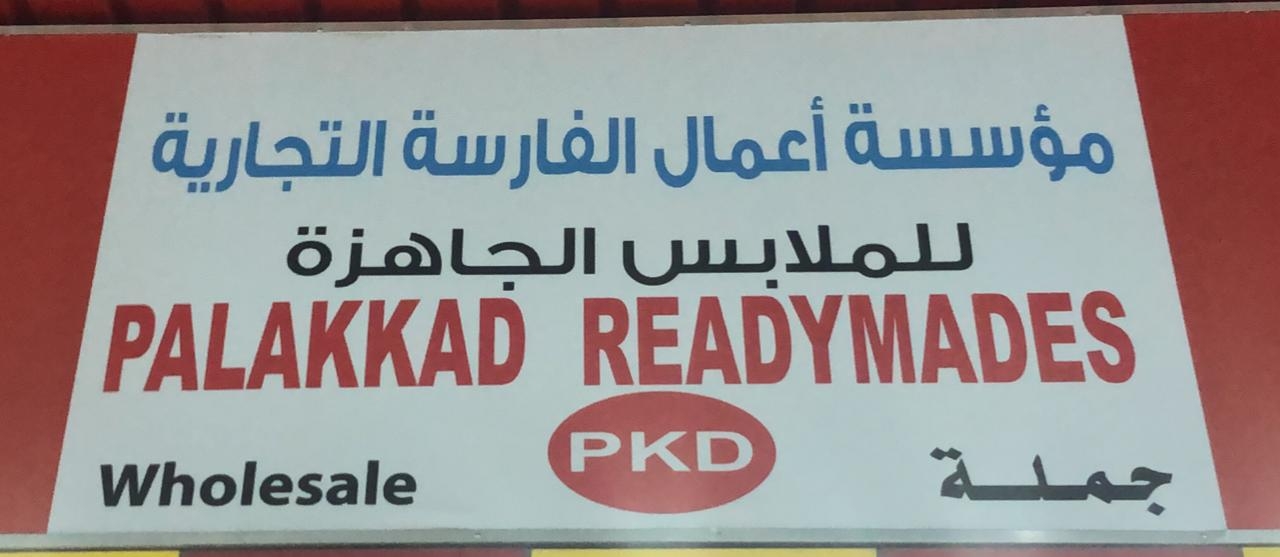 مؤسسة أعمال الفارسة التجارية
للملابس الجاهزة
PALAKKAD READYMADES
PKD
Wholesale جملة